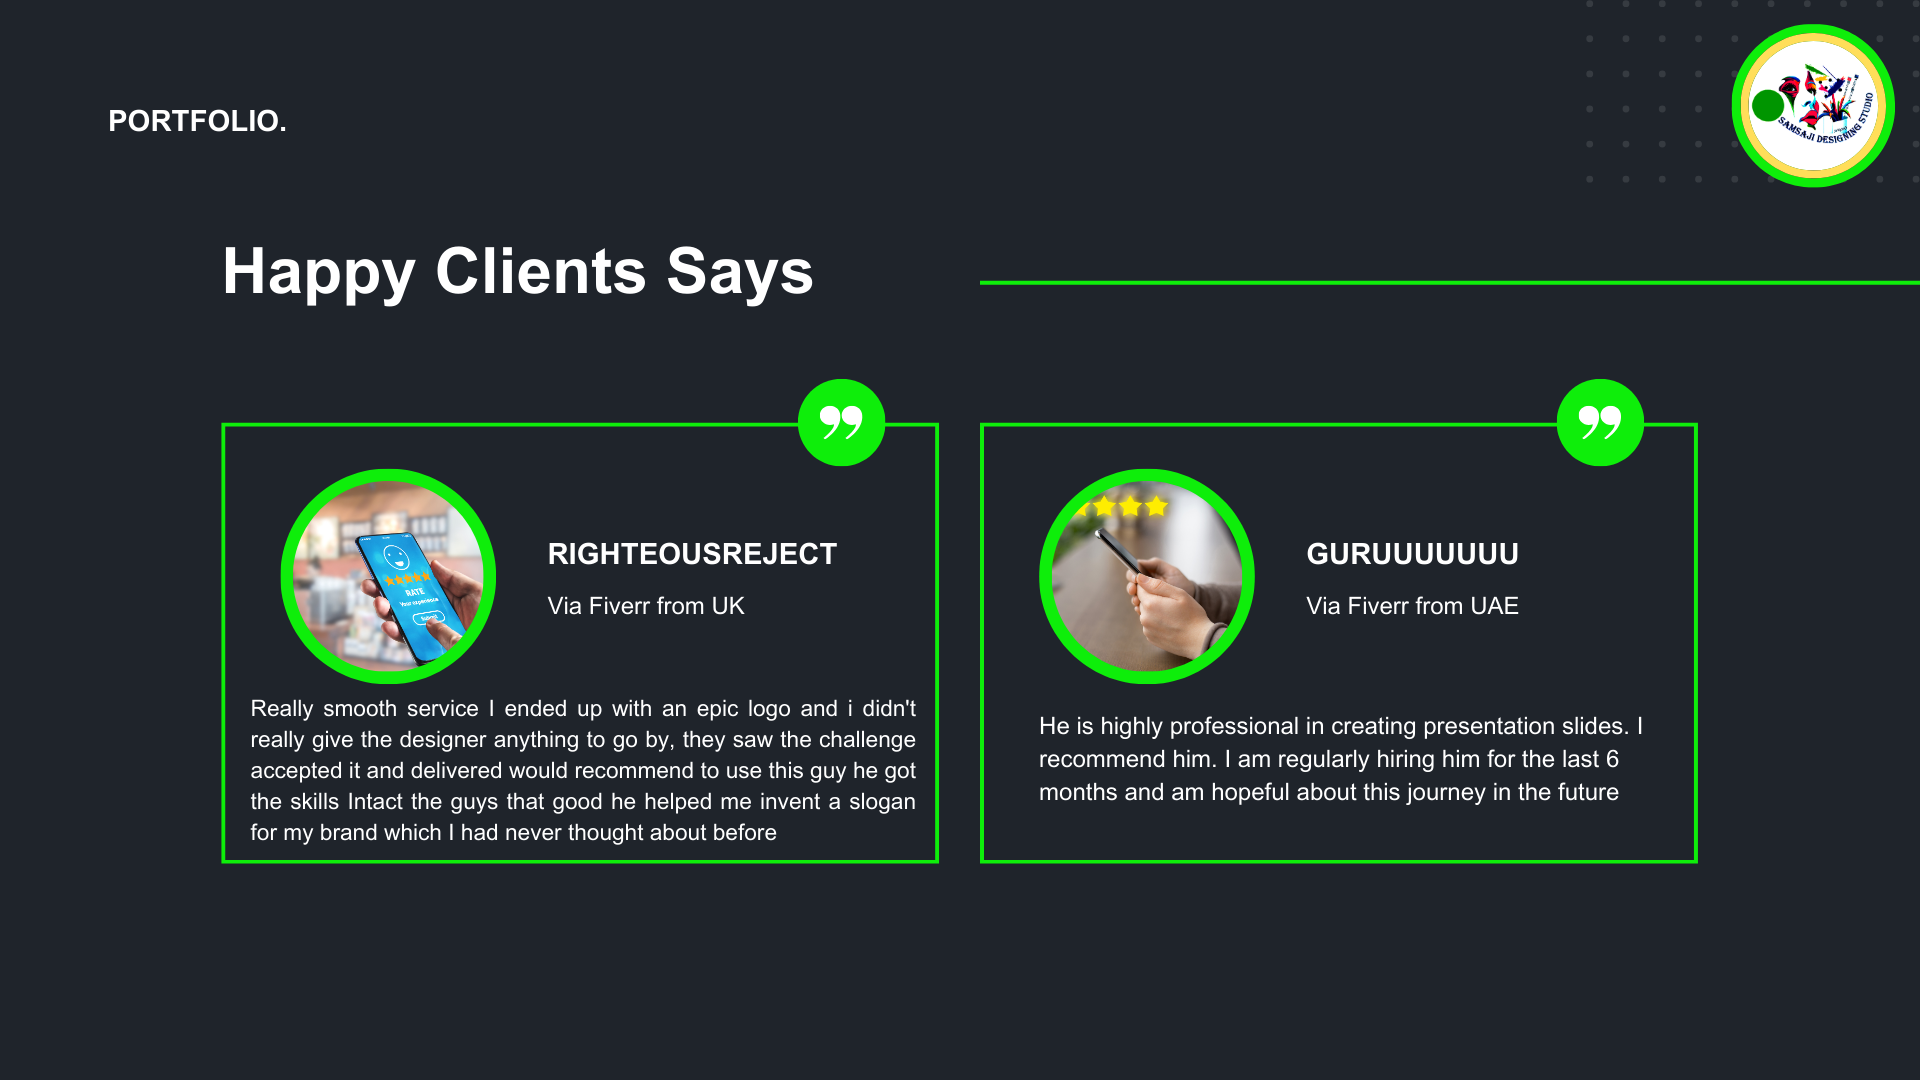 PORTFOLIO.
SAMSAJI DESIGNING STUDIO
Happy Clients Says
RIGHTEOUSREJECT
Via Fiverr from UK
RATE
Your experience
Submit
Really smooth service I ended up with an epic logo and i didn't
really give the designer anything to go by, they saw the challenge
accepted it and delivered would recommend to use this guy he got
the skills Intact the guys that good he helped me invent a slogan
for my brand which I had never thought about before
GURUUUUUUU
Via Fiverr from UAE
He is highly professional in creating presentation slides. I
recommend him. I am regularly hiring him for the last 6
months and am hopeful about this journey in the future